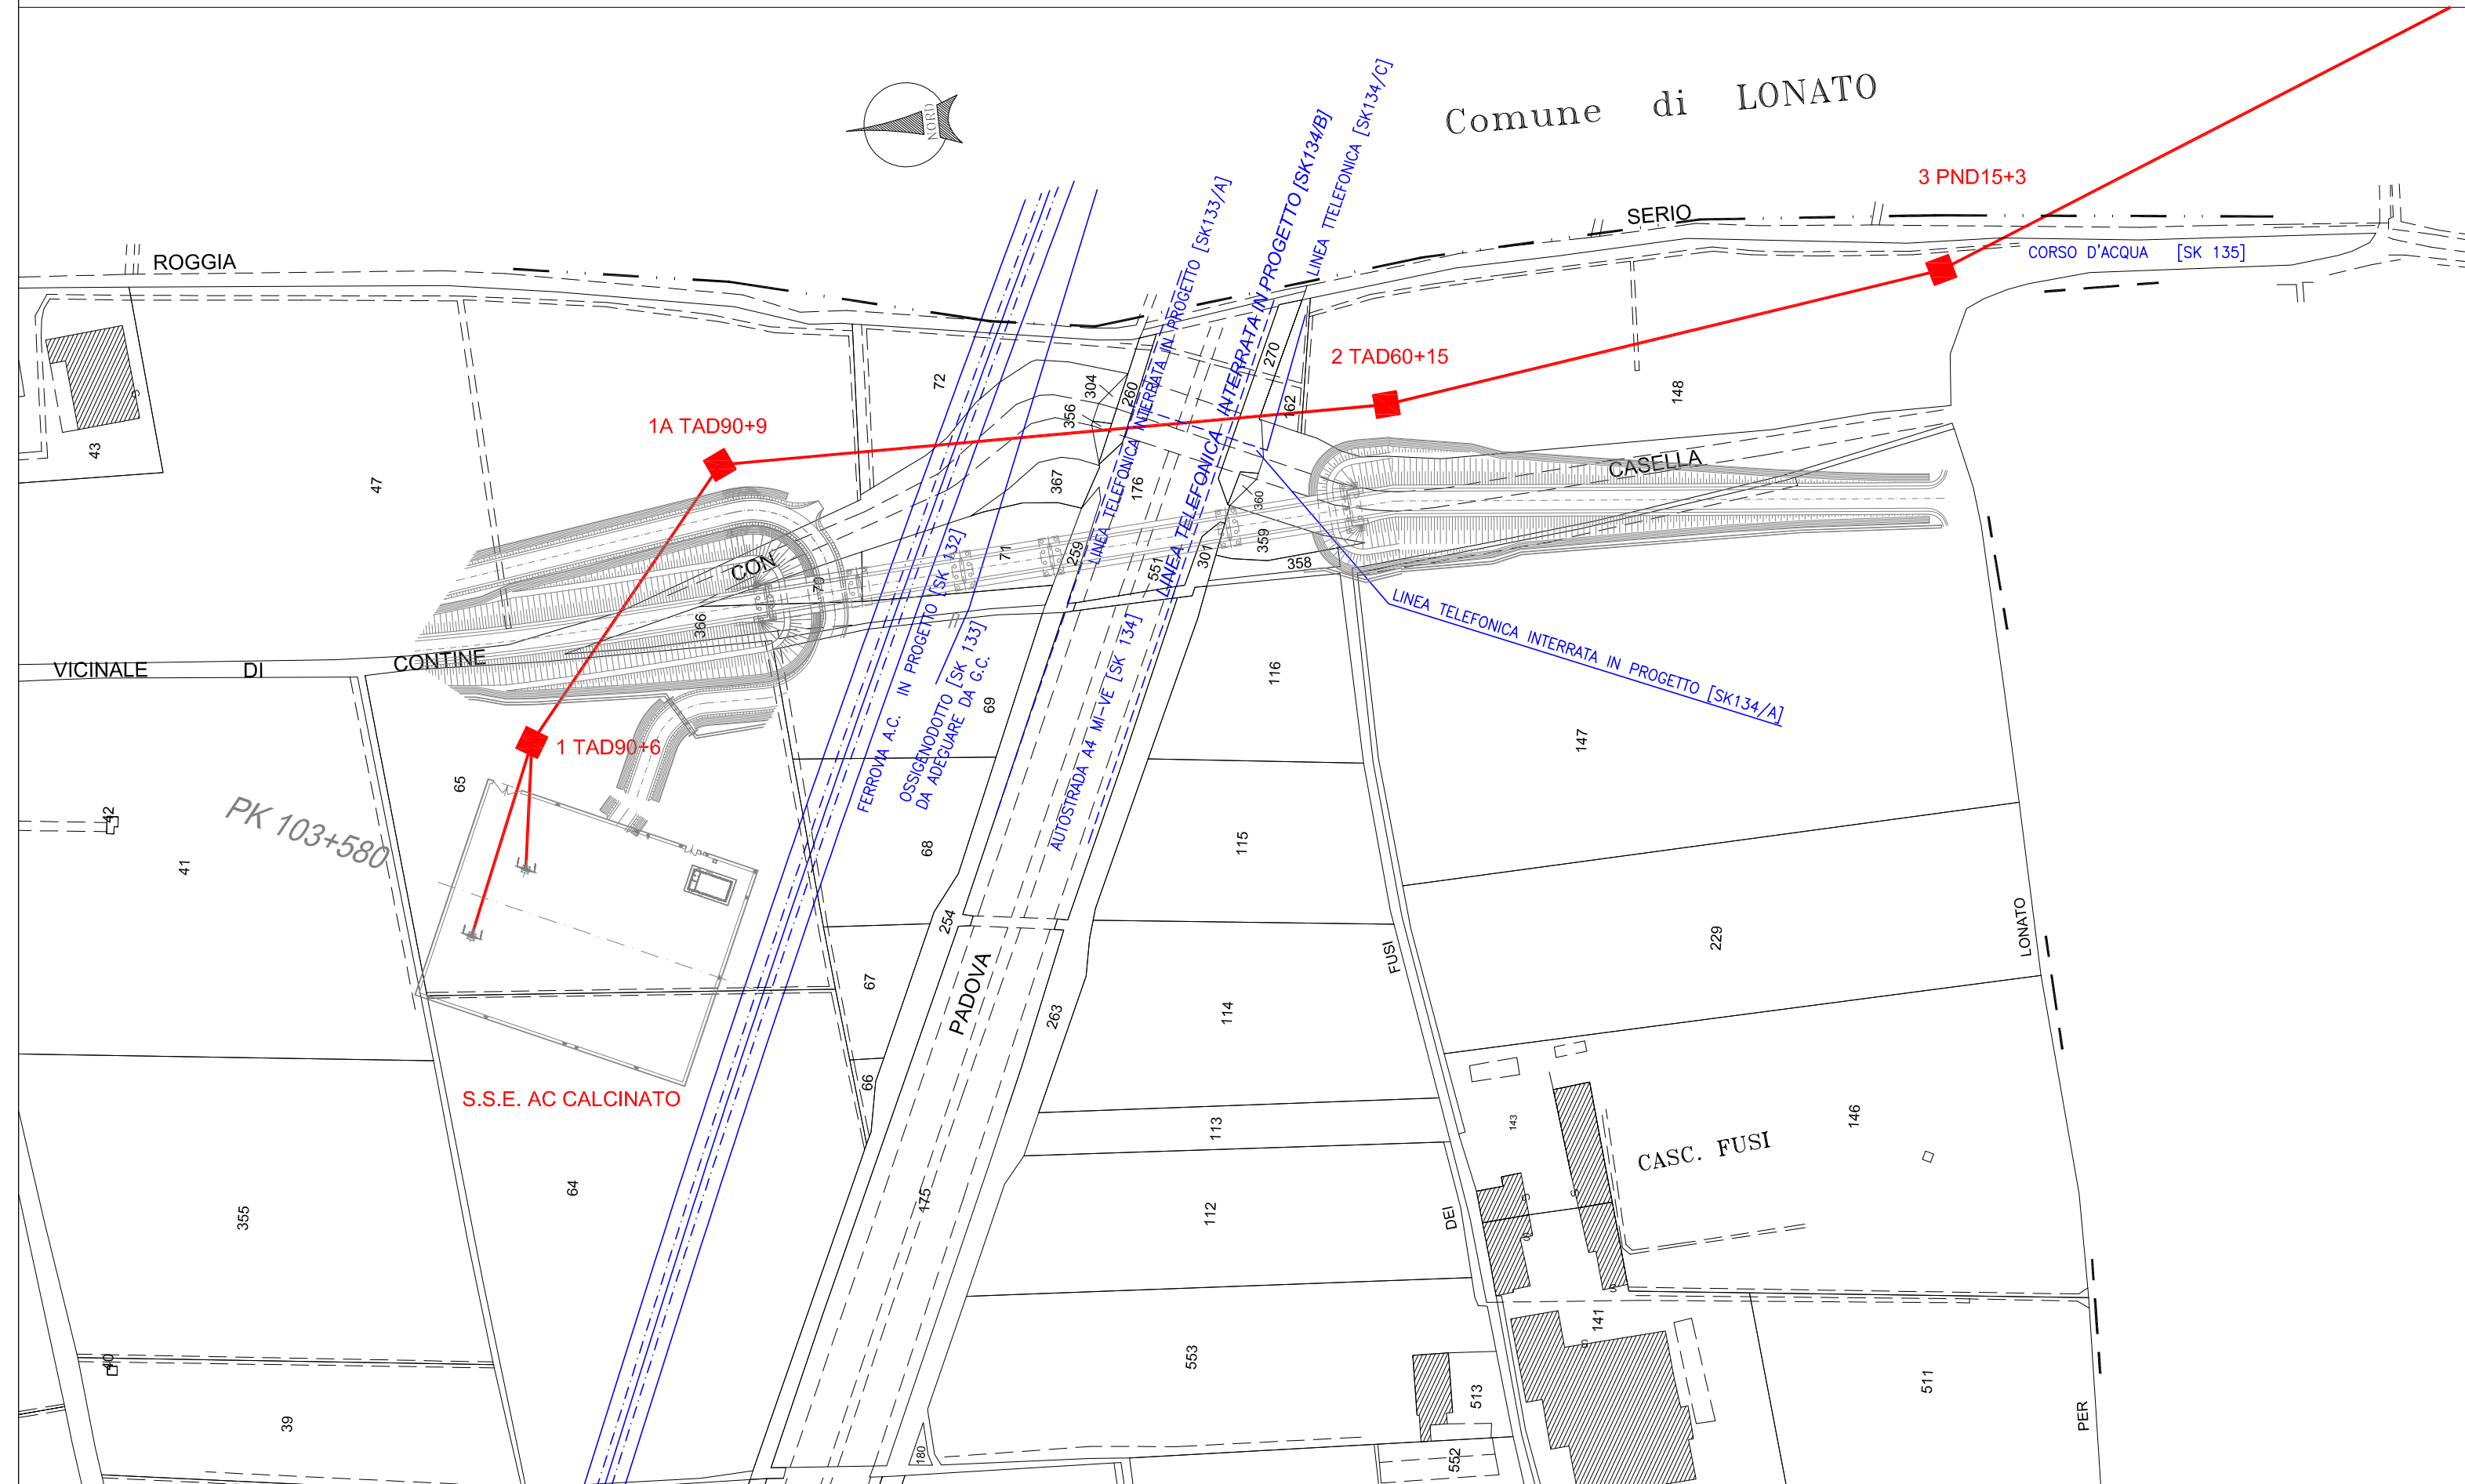 Comune di LONATO
NORD
LINEA TELEFONICA INTERRATA IN PROGETTO [SK133/A]
LINEA TELEFONICA INTERRATA IN PROGETTO [SK134/B]
LINEA TTELEFONICA [SK134/C]
3 PND15+3
SERIO
ROGGIA
CORSO D'ACQUA [SK 135]
2 TAD60+15
1A TAD90+9
43
47
72
304
356
260
270
162
148
367
176
360
359
CASELLA
CON
70
71
259
551
301
358
366
VICINALE DI CONTINE
1 TAD90+6
LINEA TELEFONICA INTERRATA IN PROGETTO [SK134/A]
FERROVIA A.C. IN PROGETTO [SK 132]
OSSIGENODOTTO [SK 133]
DA ADEGUARE DA G.C.
AUTOSTRADA A4 MI-VE [SK 134]
69
116
147
65
42
41
PK 103+580
68
115
254
67
PADOVA
263
114
FUSI
229
LONATO
66
S.S.E. AC CALCINATO
64
355
113
143
146
CASC. FUSI
475
112
DEI
S
S
S
S
S
S
141
40
39
553
513
511
PER
180
552